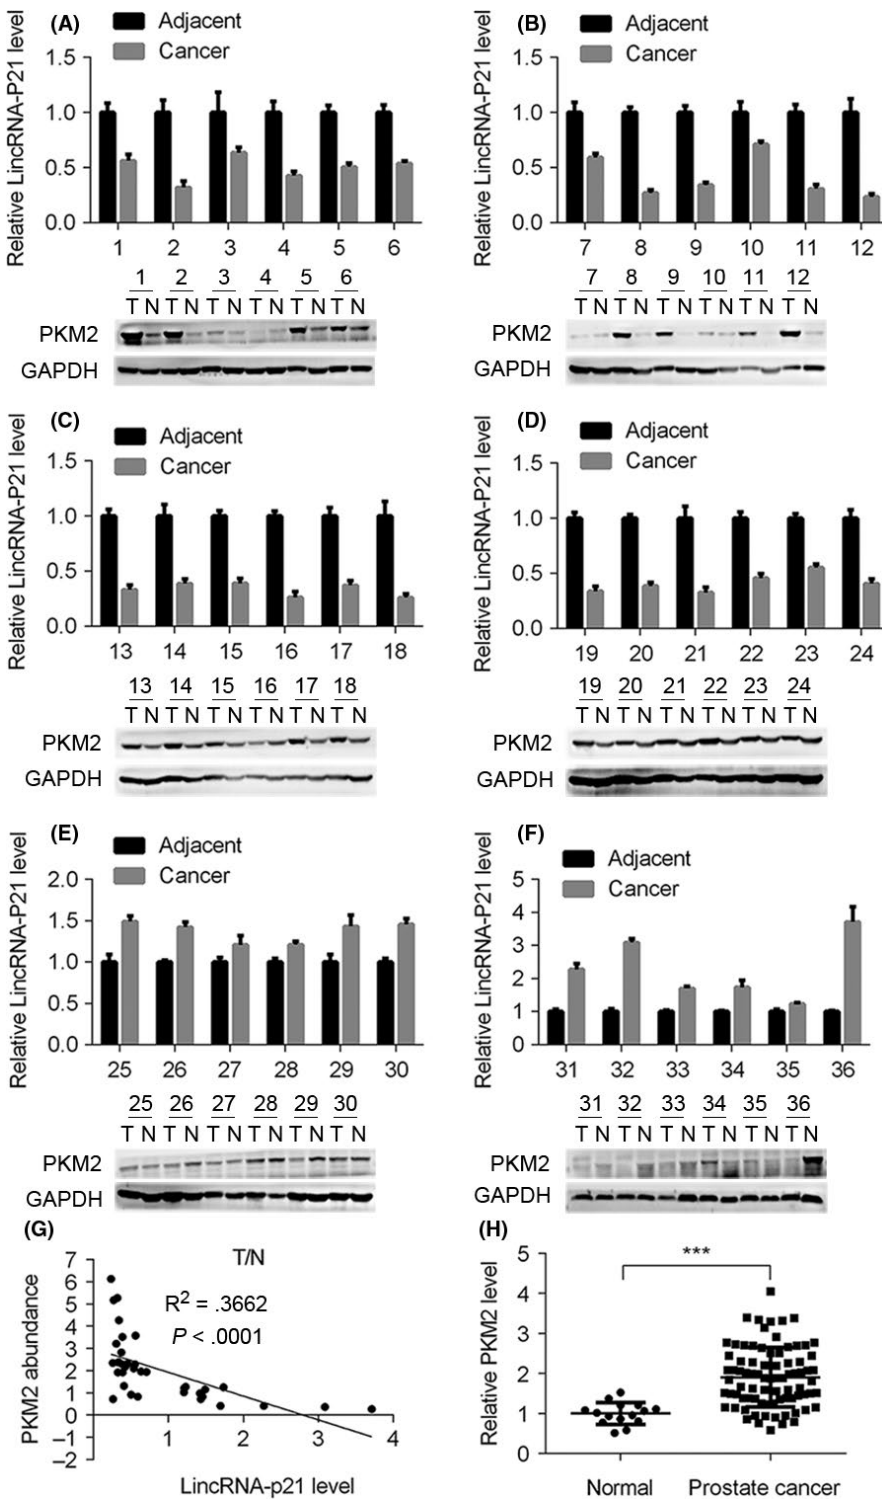 (A)
Adjacent
Cancer
Relative LincRNA-P21 level
1.5
1.0
0.5
0.0
1 2 3 4 5 6
1 2 3 4 5 6
T N T N T N T N T N T N
PKM2
GAPDH
(B)
Adjacent
Cancer
Relative LincRNA-P21 level
1.5
1.0
0.5
0.0
7 8 9 10 11 12
7 8 9 10 11 12
T N T N T N T N T N T N
PKM2
GAPDH
(C)
Adjacent
Cancer
Relative LincRNA-P21 level
1.5
1.0
0.5
0.0
13 14 15 16 17 18
13 14 15 16 17 18
T N T N T N T N T N T N
PKM2
GAPDH
(D)
Adjacent
Cancer
Relative LincRNA-P21 level
1.5
1.0
0.5
0.0
19 20 21 22 23 24
19 20 21 22 23 24
T N T N T N T N T N T N
PKM2
GAPDH
(E)
Adjacent
Cancer
Relative LincRNA-P21 level
2.0
1.5
1.0
0.5
0.0
25 26 27 28 29 30
25 26 27 28 29 30
T N T N T N T N T N T N
PKM2
GAPDH
(F)
Adjacent
Cancer
Relative LincRNA-P21 level
5
4
3
2
1
0
31 32 33 34 35 36
31 32 33 34 35 36
T N T N T N T N T N T N
PKM2
GAPDH
(G)
T/N
R² = .3662
P < .0001
PKM2 abundance
7
6
5
4
3
2
1
0
−1
−2
1 2 3 4
LincRNA-p21 level
(H)
***
Relative PKM2 level
5
4
3
2
1
0
Normal Prostate cancer